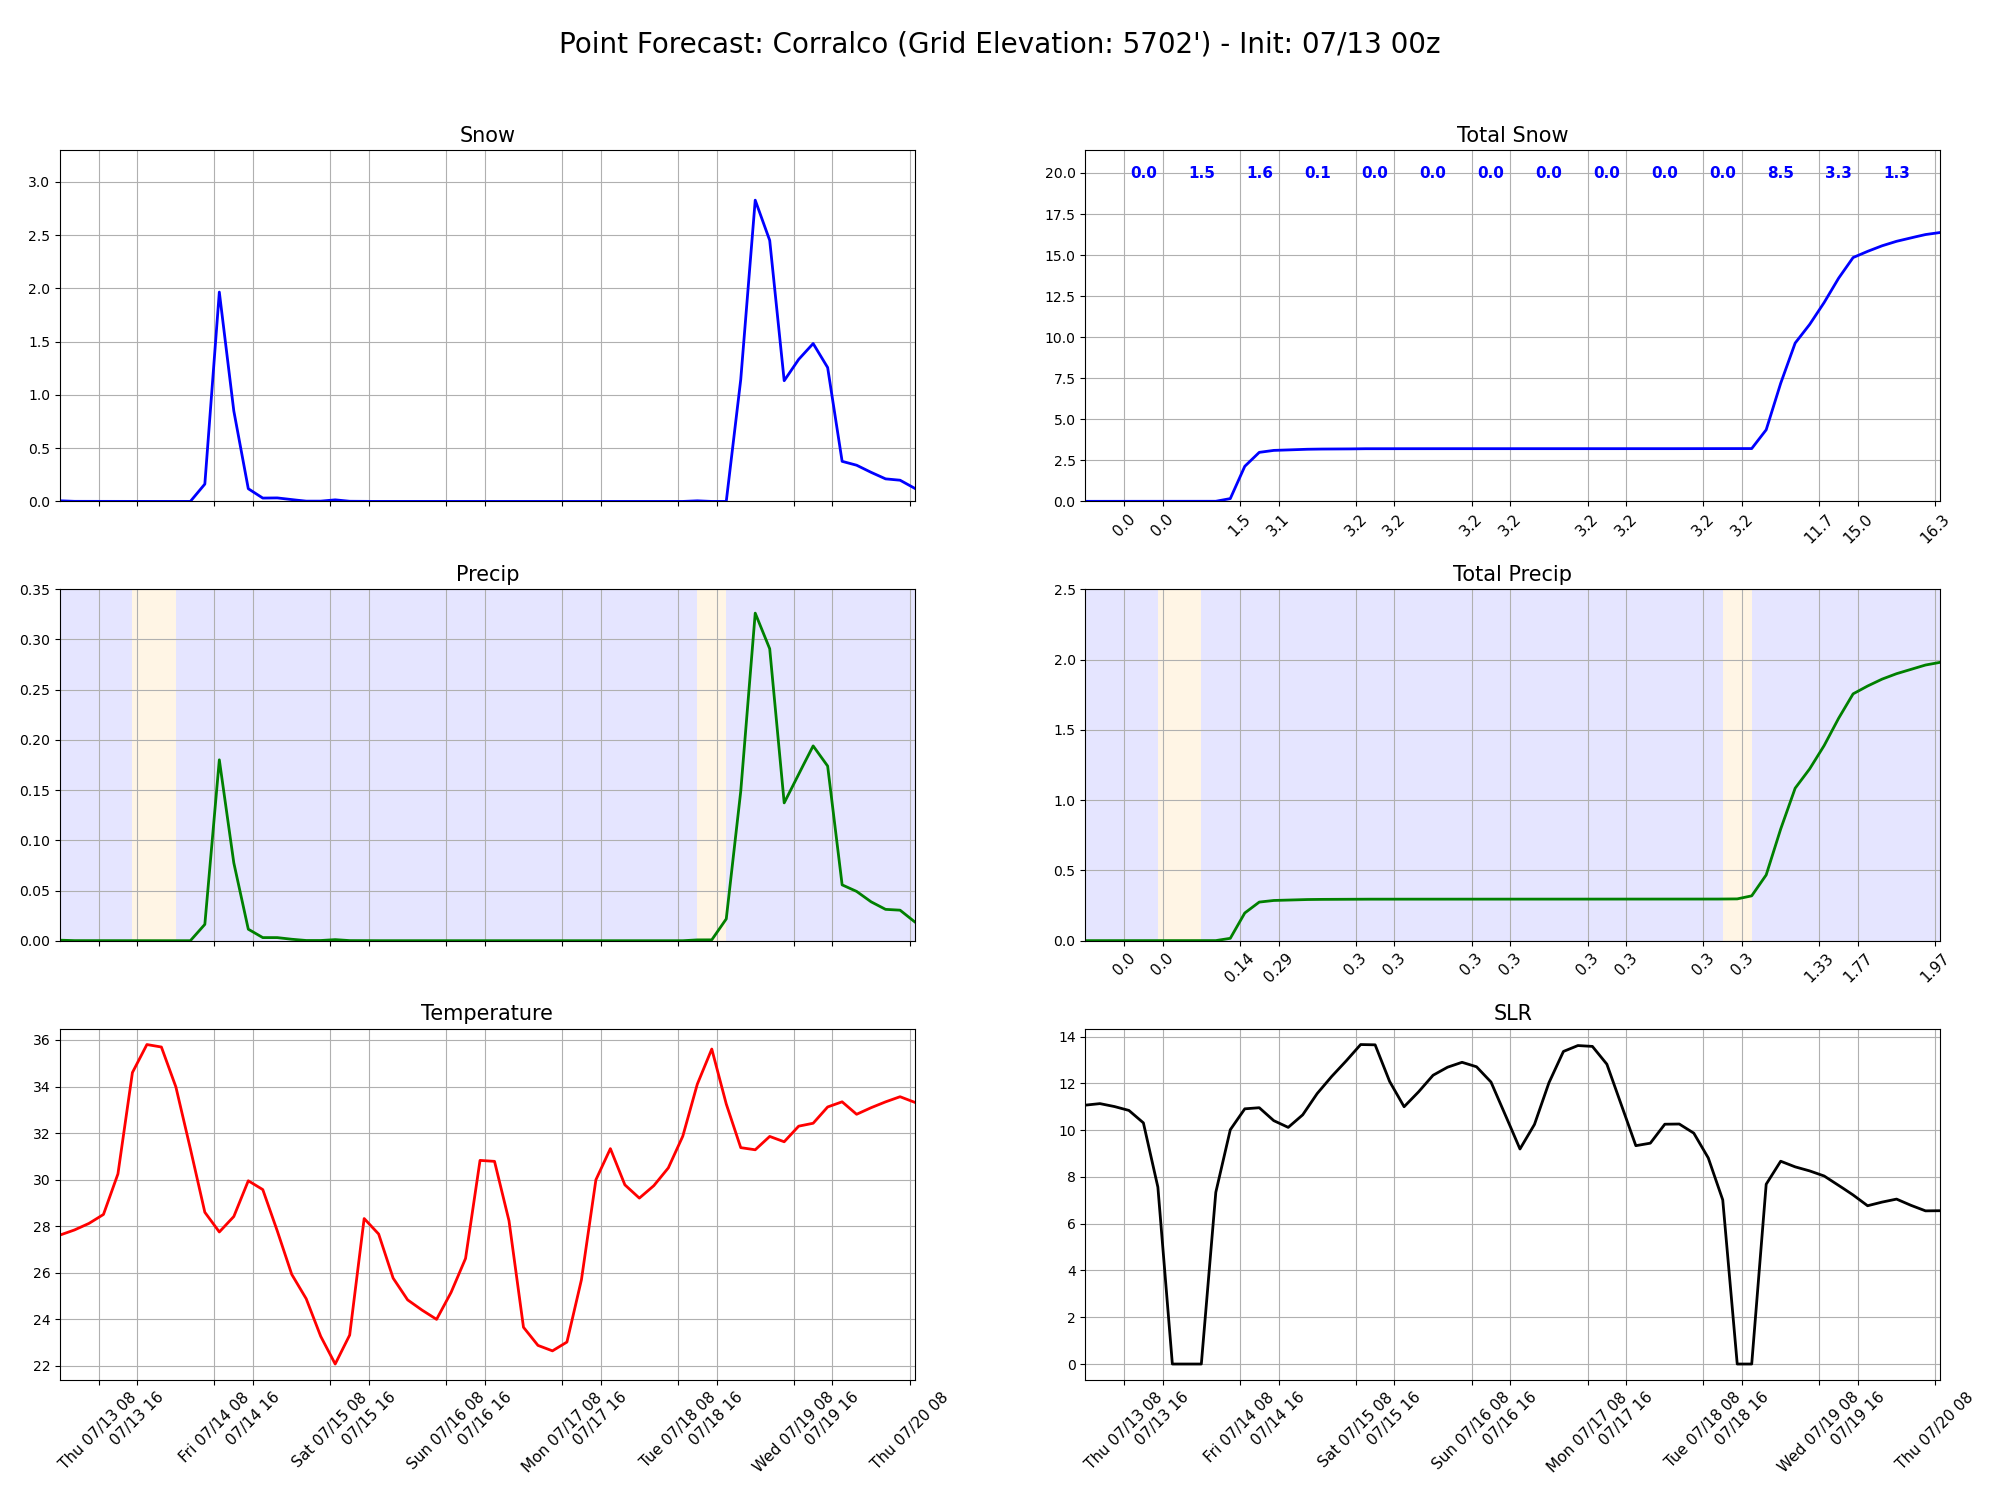 Point Forecast: Corralco (Grid Elevation: 5702') - Init: 07/13 00z
Snow
3.0
2.5
2.0
1.5
1.0
0.5
0.0
Total Snow
20.0
17.5
15.0
12.5
10.0
7.5
5.0
2.5
0.0
0.0 1.5 1.6 0.1 0.0 0.0 0.0 0.0 0.0 0.0 0.0 8.5 3.3 1.3
0.0 0.0 1.5 3.1 3.2 3.2 3.2 3.2 3.2 3.2 3.2 3.2 11.7 15.0 16.3
Precip
0.35
0.30
0.25
0.20
0.15
0.10
0.05
0.00
Total Precip
2.5
2.0
1.5
1.0
0.5
0.0
0.0 0.0 0.14 0.29 0.3 0.3 0.3 0.3 0.3 0.3 0.3 0.3 1.33 1.77 1.97
Temperature
36
34
32
30
28
26
24
22
Thu 07/13 08
07/13 16
Fri 07/14 08
07/14 16
Sat 07/15 08
07/15 16
Sun 07/16 08
07/16 16
Mon 07/17 08
07/17 16
Tue 07/18 08
07/18 16
Wed 07/19 08
07/19 16
Thu 07/20 08
SLR
14
12
10
8
6
4
2
0
Thu 07/13 08
07/13 16
Fri 07/14 08
07/14 16
Sat 07/15 08
07/15 16
Sun 07/16 08
07/16 16
Mon 07/17 08
07/17 16
Tue 07/18 08
07/18 16
Wed 07/19 08
07/19 16
Thu 07/20 08